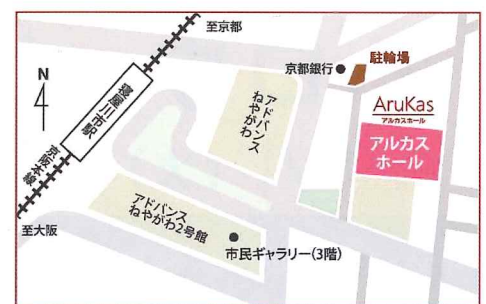 至京都
駐輪場
京都銀行
N
寝屋川市駅
アドバンス
ねやがわ
AruKas
アルカスホール
アルカス
ホール
京阪本線
アドバンス
ねやがわ2号館
至大阪
市民ギャラリー(3階)